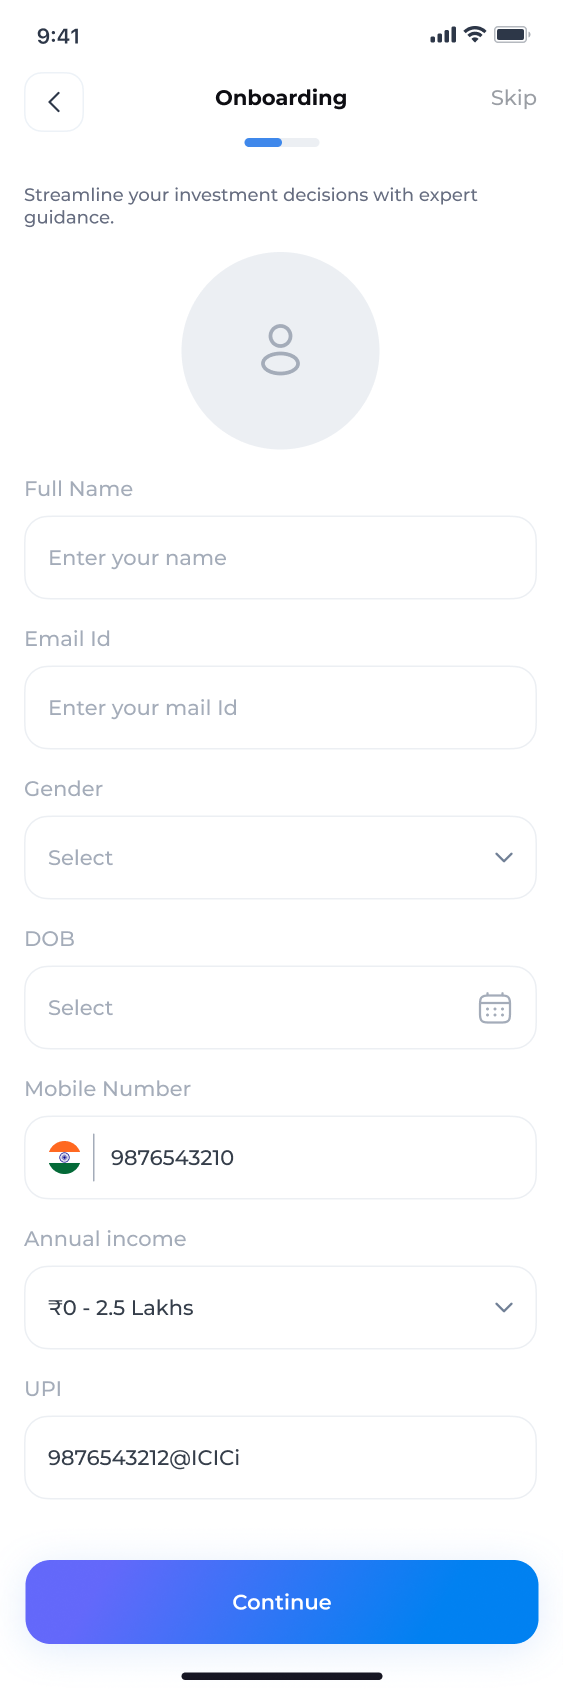 9:41
Onboarding
Skip
Streamline your investment decisions with expert
guidance.
Full Name
Enter your name
Email Id
Enter your mail Id
Gender
Select
DOB
Select
Mobile Number
9876543210
Annual income
₹0 - 2.5 Lakhs
UPI
9876543212@ICICi
Continue